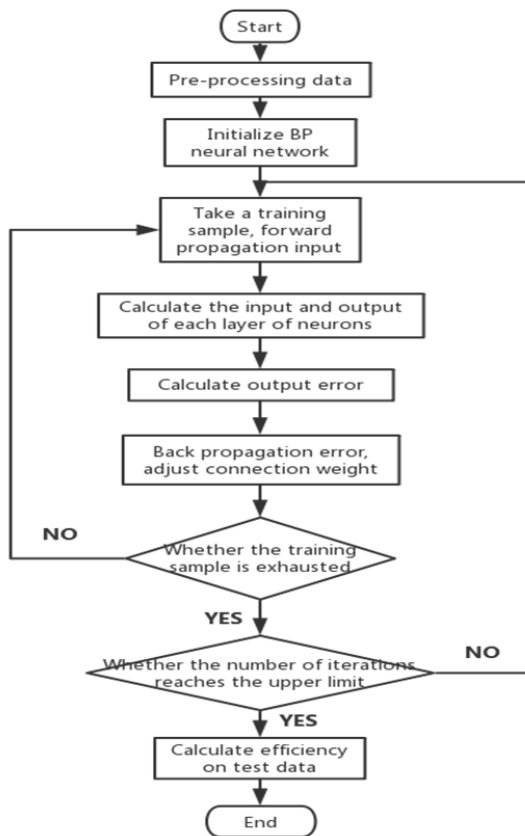 Start
Pre-processing data
Initialize BP
neural network
Take a training
sample, forward
propagation input
Calculate the input and output
of each layer of neurons
Calculate output error
Back propagation error,
adjust connection weight
NO
Whether the training
sample is exhausted
YES
Whether the number of iterations
reaches the upper limit
NO
YES
Calculate efficiency
on test data
End